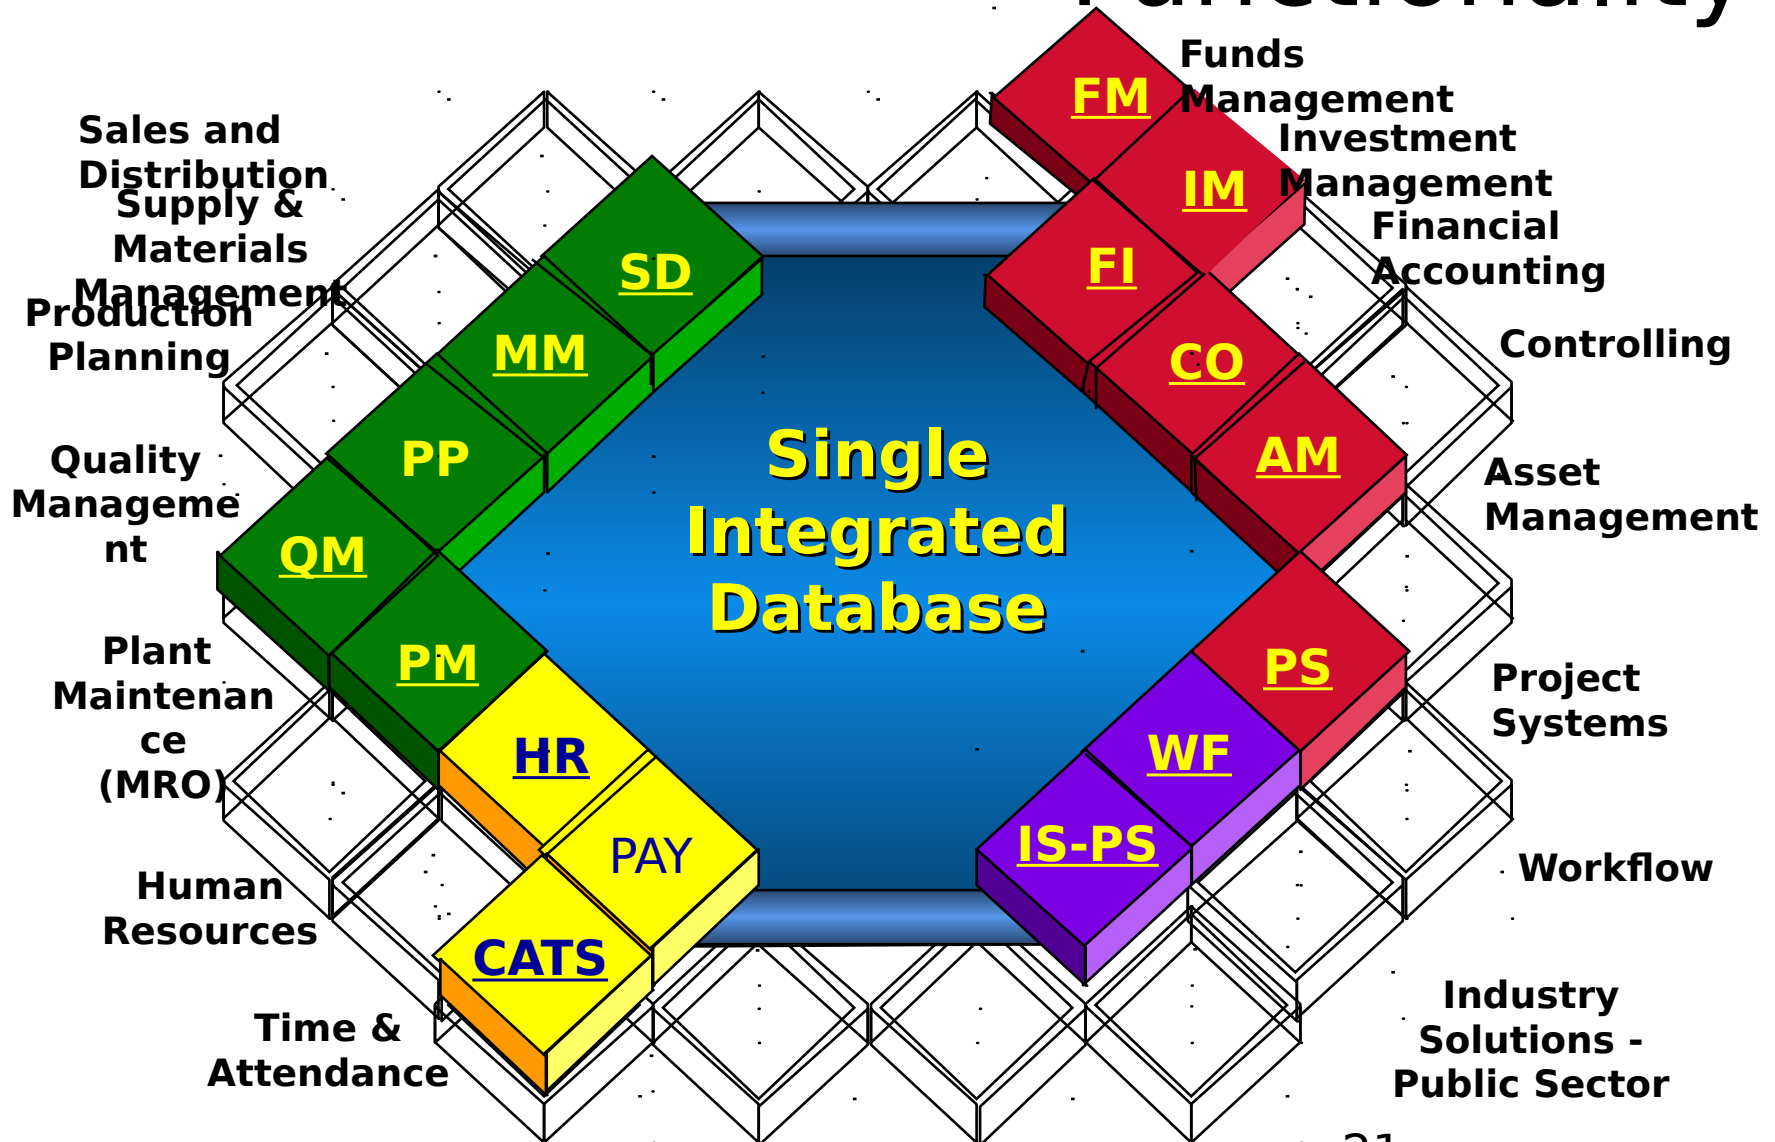 Functionality
Funds
Management
Investment
Management
Financial
Accounting
Controlling
Asset
Management
Project
Systems
Workflow
Industry
Solutions -
Public Sector
Sales and
Distribution
Supply &
Materials
Management
Production
Planning
Quality
Manageme
nt
Plant
Maintenan
ce
(MRO)
Human
Resources
Time &
Attendance
FM
IM
FI
CO
AM
PS
WF
IS-PS
SD
MM
PP
QM
PM
HR
PAY
CATS
Single
Integrated
Database
21